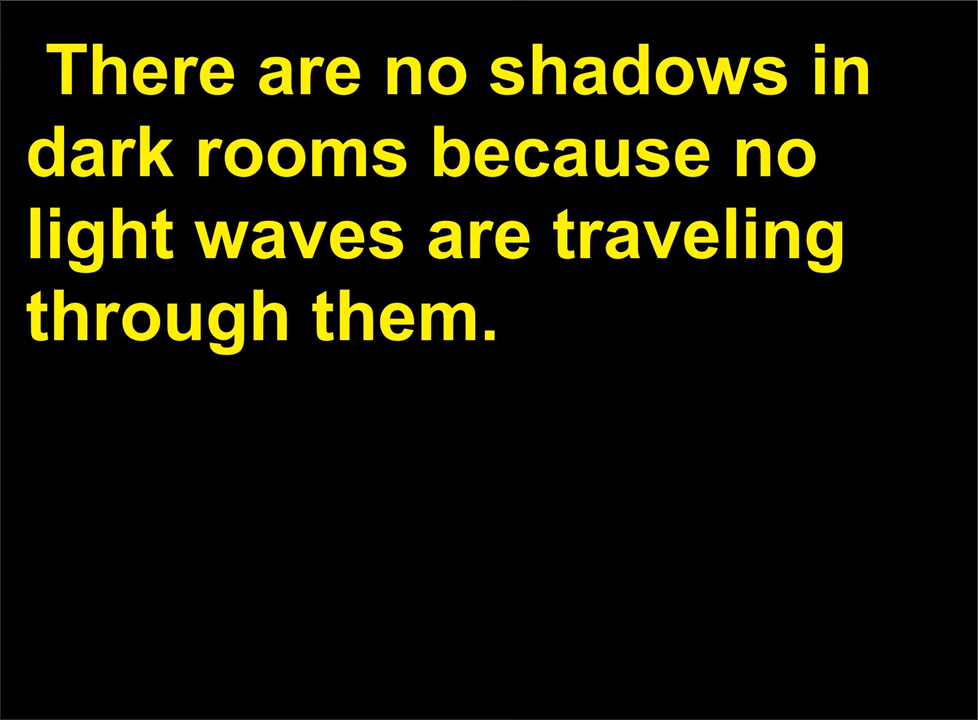 There are no shadows in
dark rooms because no
light waves are traveling
through them.